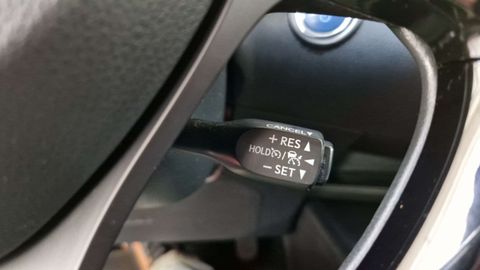 CANCEL
+ RES ▲
HOLD /
− SET ▼